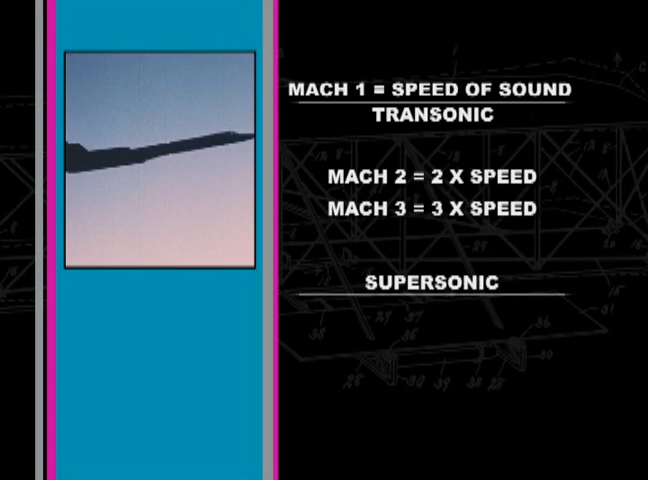 MACH 1 = SPEED OF SOUND
TRANSONIC
MACH 2 = 2 X SPEED
MACH 3 = 3 X SPEED
SUPERSONIC